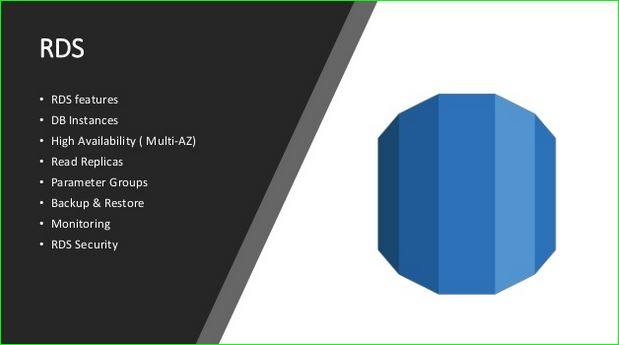 RDS
• RDS features
• DB Instances
• High Availability ( Multi-AZ)
• Read Replicas
• Parameter Groups
• Backup & Restore
• Monitoring
• RDS Security